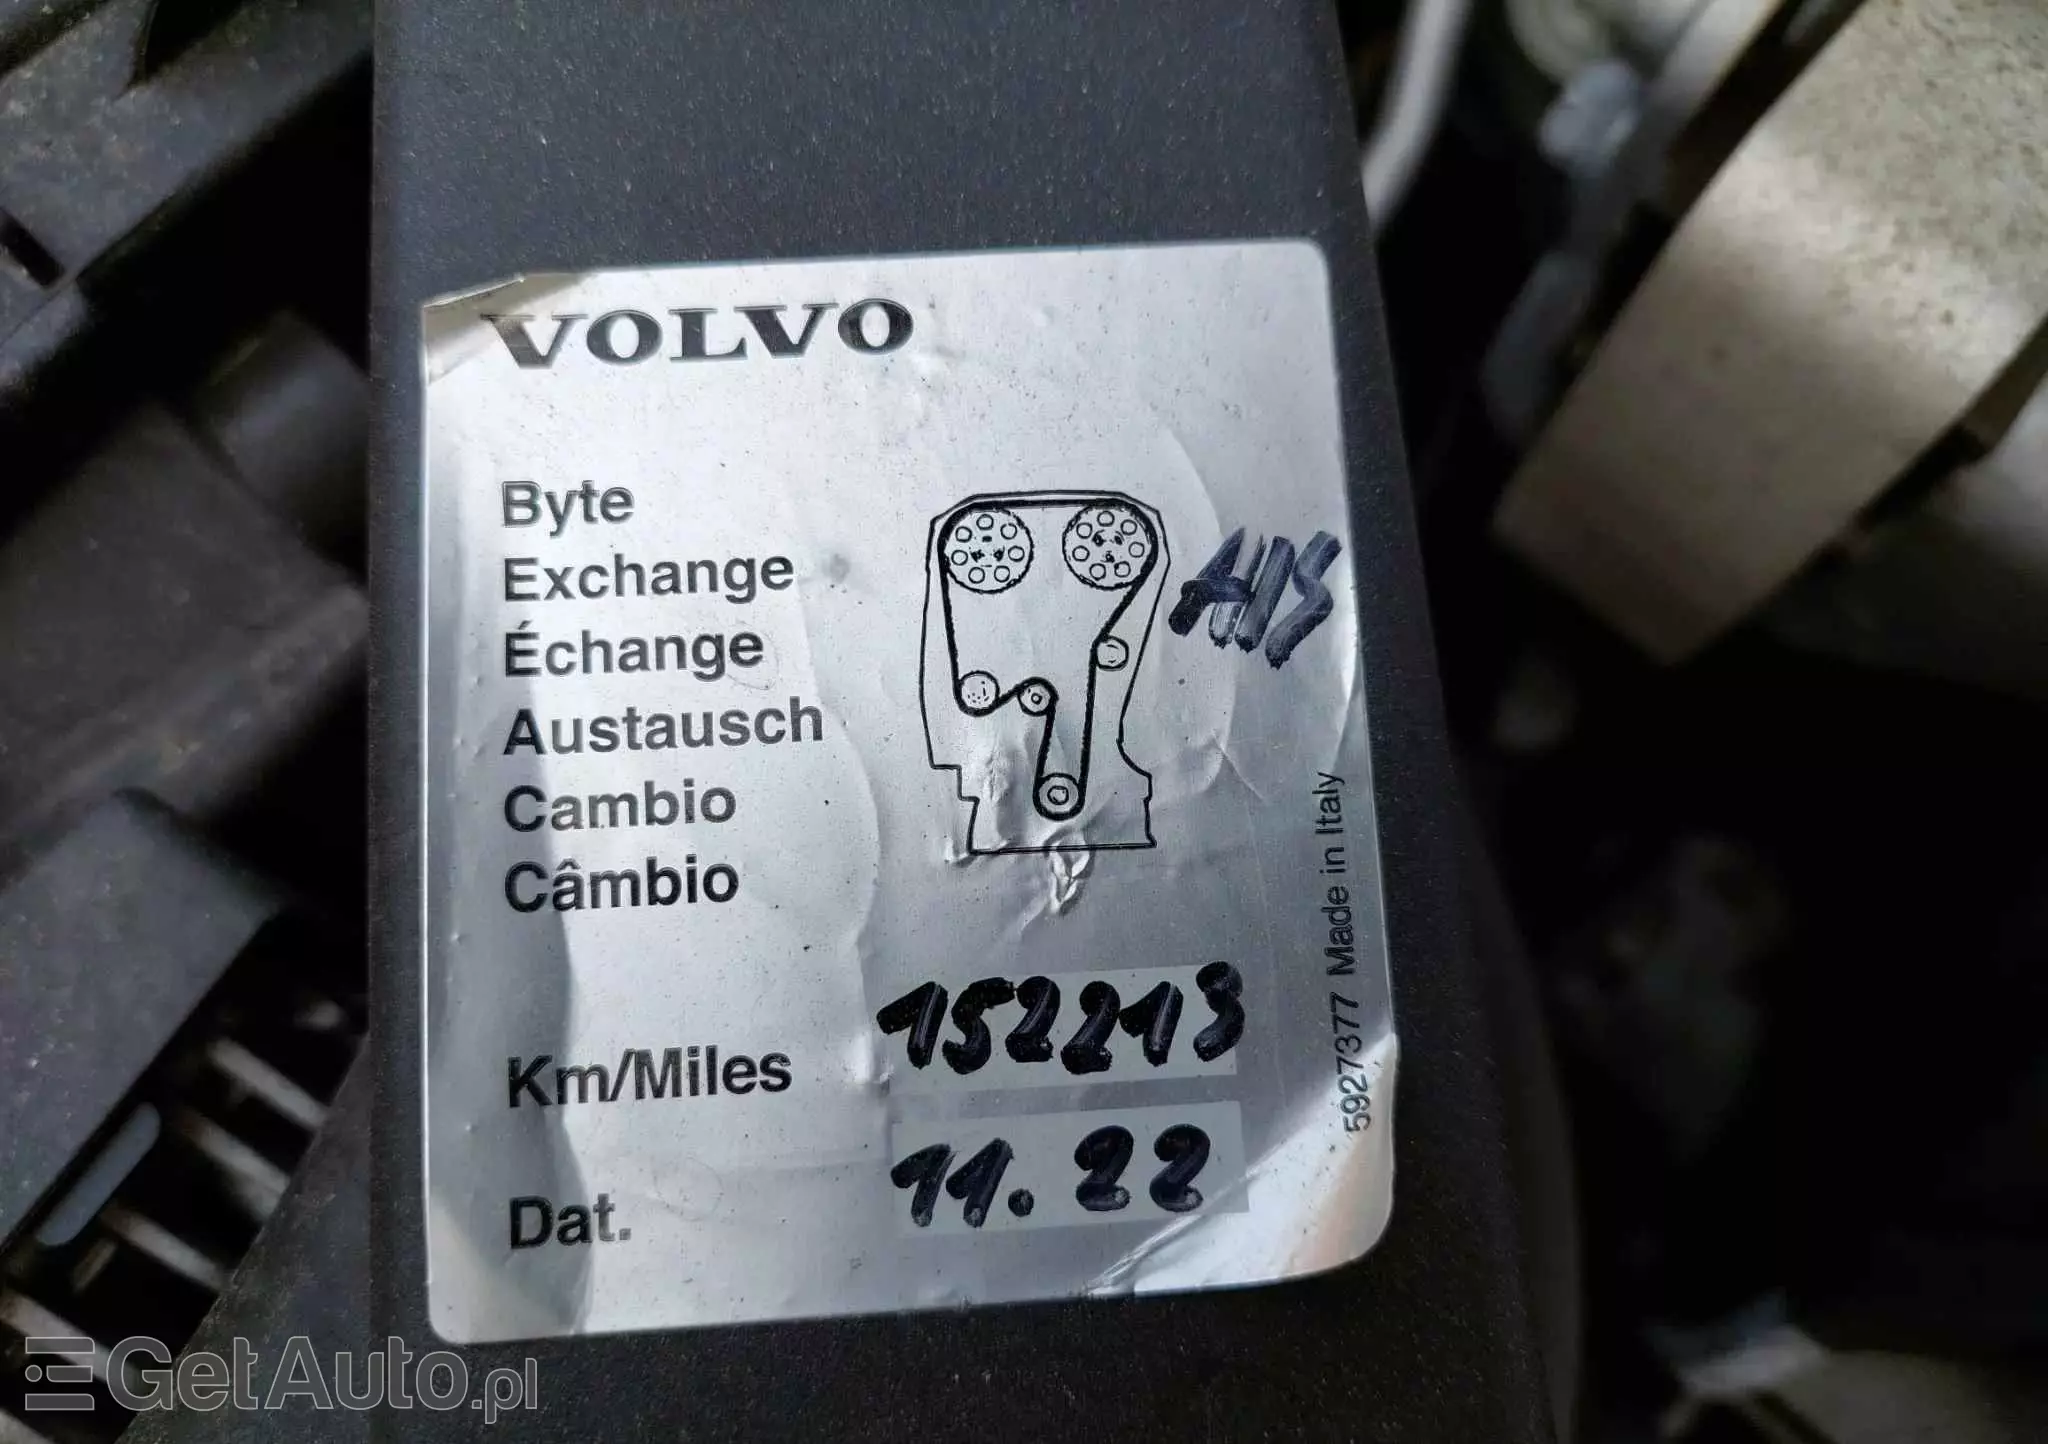 VOLVO
Byte
Exchange
Échange
Austausch
Cambio
Câmbio
Km/Miles 152213
Dat. 11.22
5927377 Made in Italy
GetAuto.pl